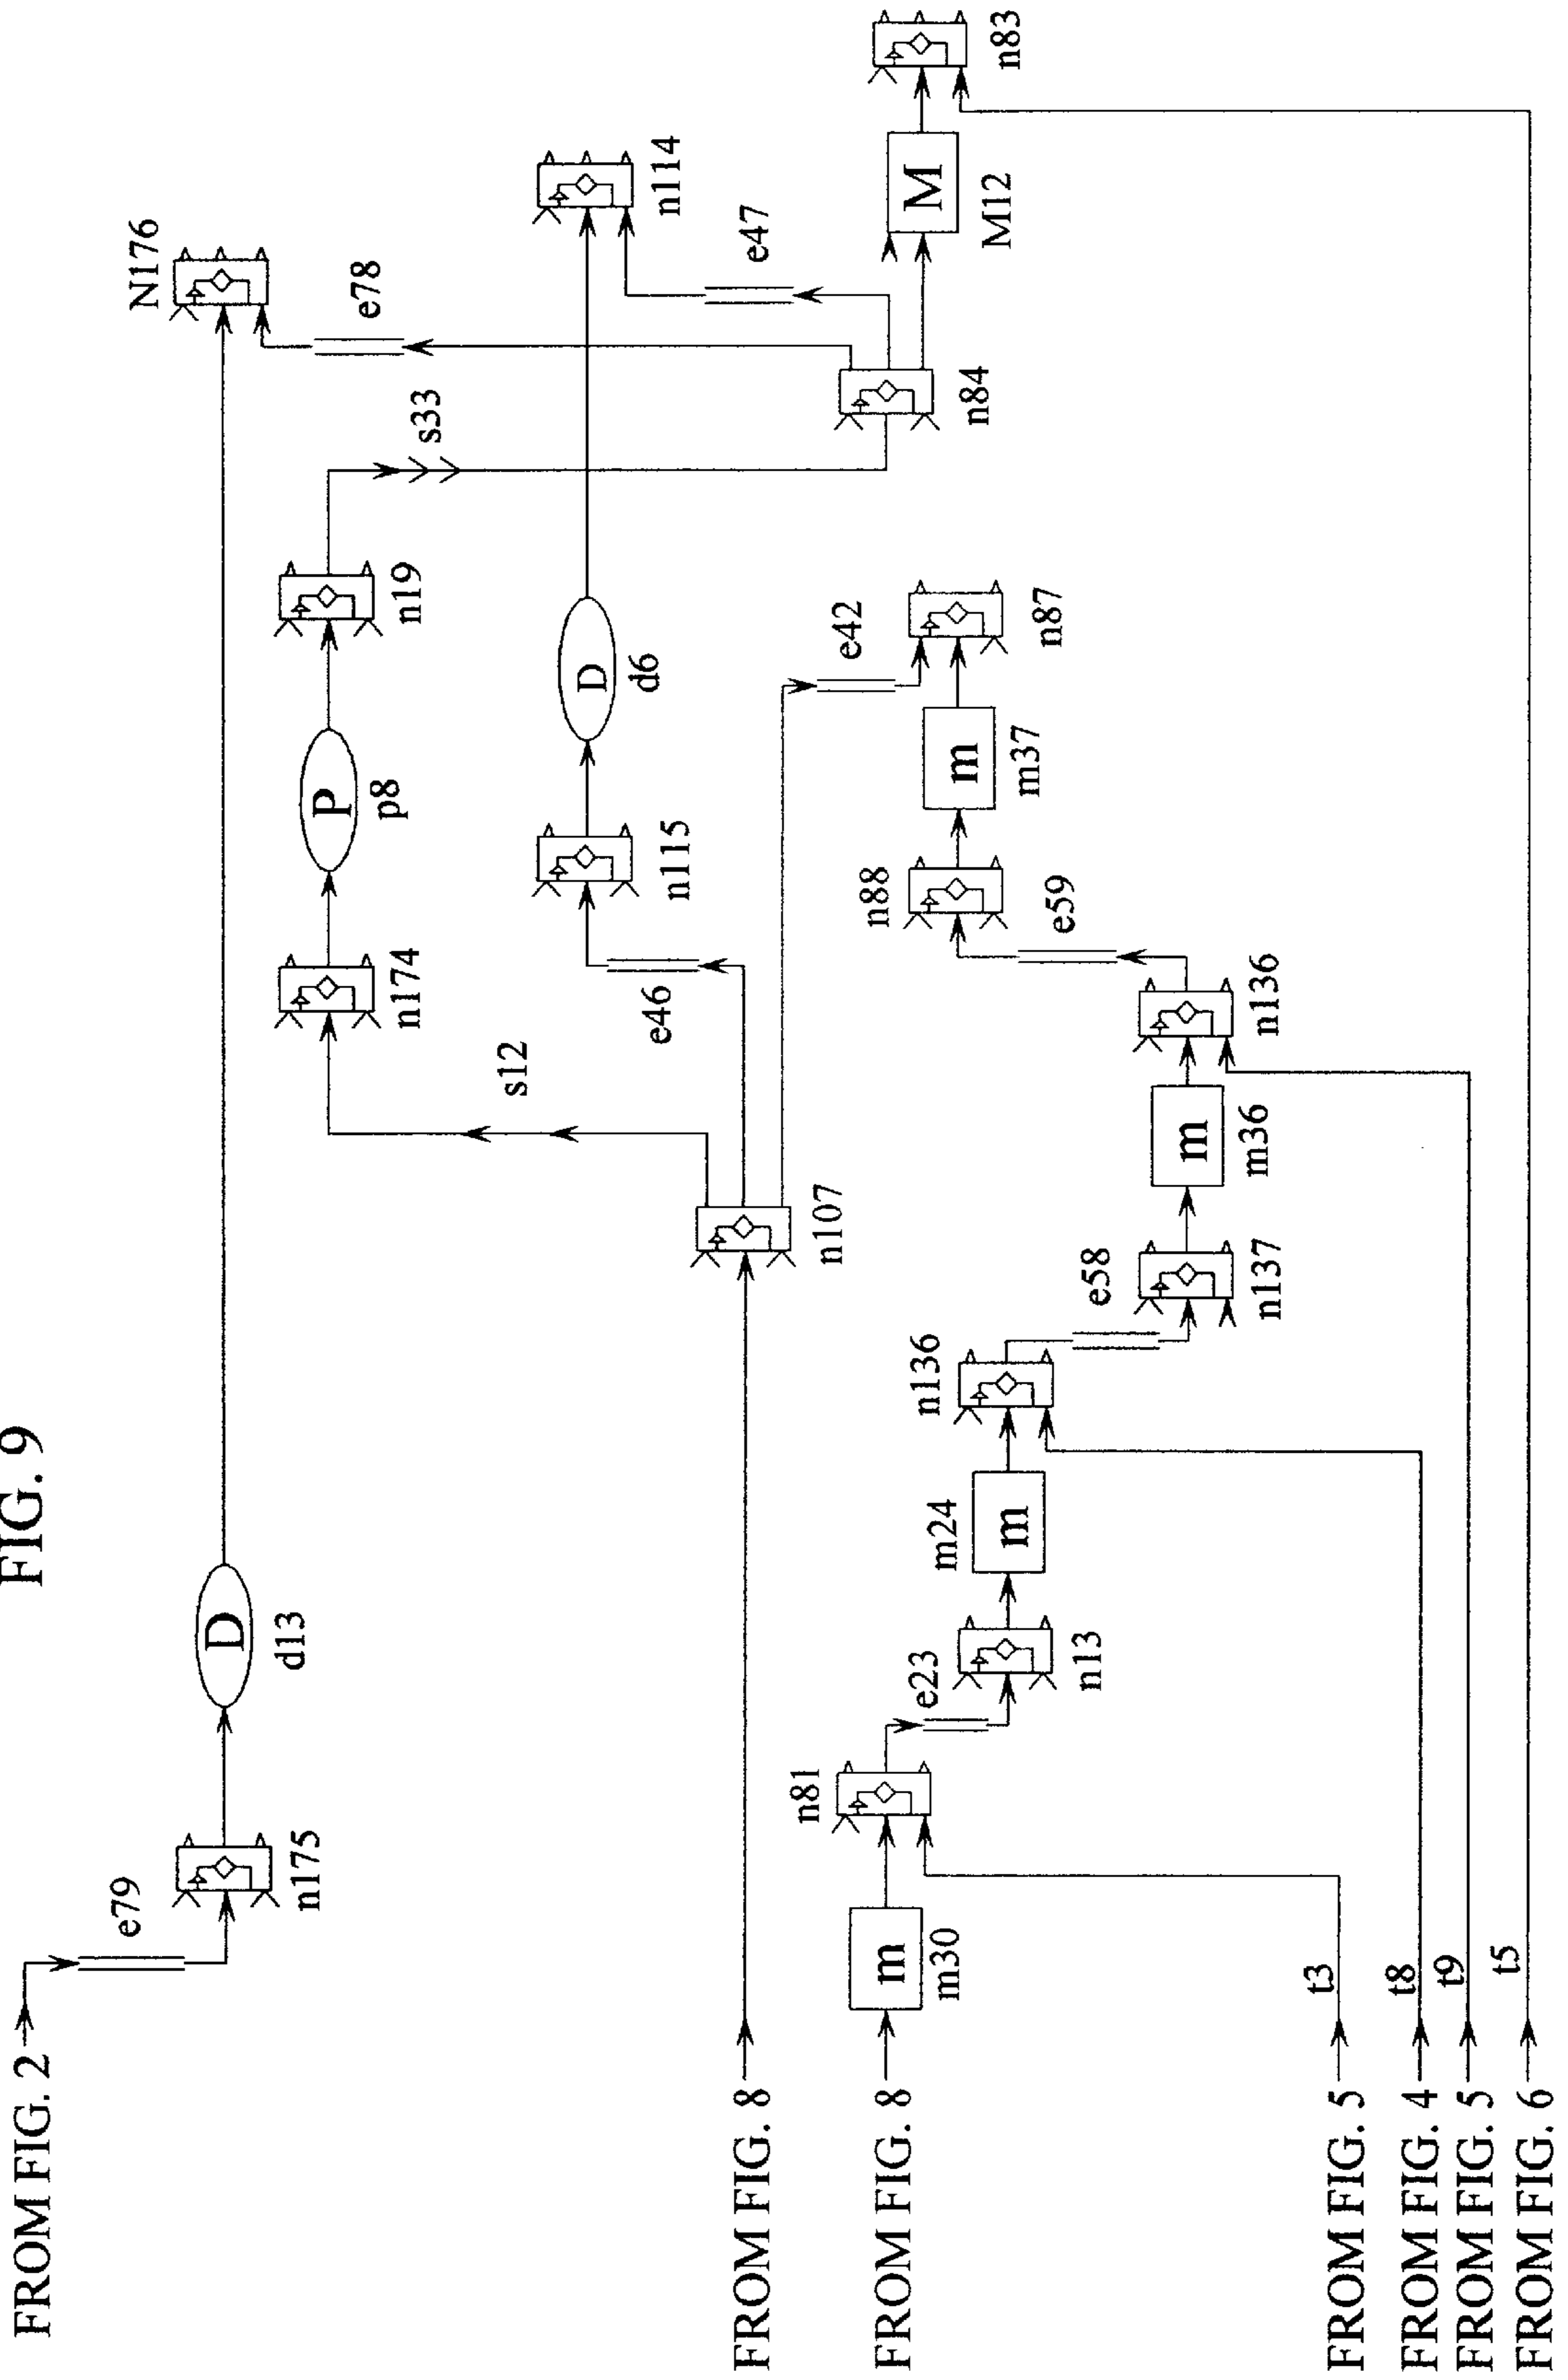 FIG. 9
FROM FIG. 2
e79
n175
D
d13
N176
e78
n174
P
p8
n19
s33
s12
e46
n115
D
d6
n114
e47
FROM FIG. 8
n107
e42
n84
M
M12
n83
FROM FIG. 8
m
m30
n81
e23
n13
m
m24
n136
e58
n137
m
m36
n136
e59
n88
m
m37
n87
FROM FIG. 5
t3
FROM FIG. 4
t8
FROM FIG. 5
t9
FROM FIG. 6
t5